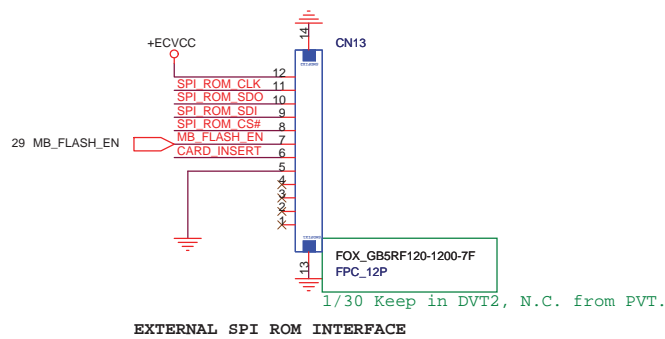 14
CN13
+ECVCC
12
SPI_ROM_CLK 11
SPI_ROM_SDO 10
SPI_ROM_SDI 9
SPI_ROM_CS# 8
29 MB_FLASH_EN MB_FLASH_EN 7
CARD_INSERT 6
5
4
3
2
1
13
FOX_GB5RF120-1200-7F
FPC_12P
1/30 Keep in DVT2, N.C. from PVT.
EXTERNAL SPI ROM INTERFACE